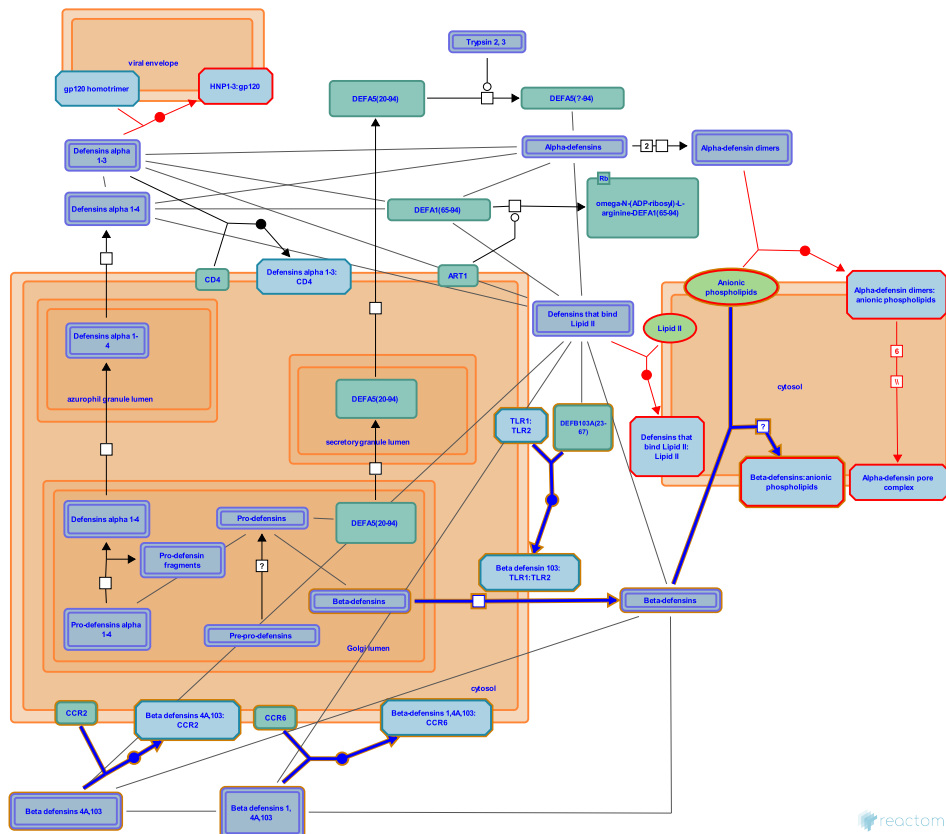 Trypsin 2, 3
viral envelope
gp120 homotrimer
HNP1-3:gp120
DEFA5(20-94)
DEFA5(?-94)
Defensins alpha
1-3
Alpha-defensins
2
Alpha-defensin dimers
Rb
omega-N-(ADP-ribosyl)-L-
arginine-DEFA1(65-94)
Defensins alpha 1-4
DEFA1(65-94)
CD4
Defensins alpha 1-3:
CD4
ART1
Anionic
phospholipids
Alpha-defensin dimers:
anionic phospholipids
Defensins that bind
Lipid II
Lipid II
Defensins alpha 1-
4
6
\\
cytosol
azurophil granule lumen
DEFA5(20-94)
secretory granule lumen
TLR1:
TLR2
DEFB103A(23-
67)
?
Defensins that
bind Lipid II:
Lipid II
Beta-defensins:anionic
phospholipids
Alpha-defensin pore
complex
Defensins alpha 1-4
Pro-defensins
DEFA5(20-94)
Pro-defensin
fragments
?
Beta defensin 103:
TLR1:TLR2
Beta-defensins
Beta-defensins
Pro-defensins alpha
1-4
Pre-pro-defensins
Golgi lumen
cytosol
CCR2
Beta defensins 4A,103:
CCR2
CCR6
Beta-defensins 1,4A,103:
CCR6
Beta defensins 4A,103
Beta defensins 1,
4A,103
reactom